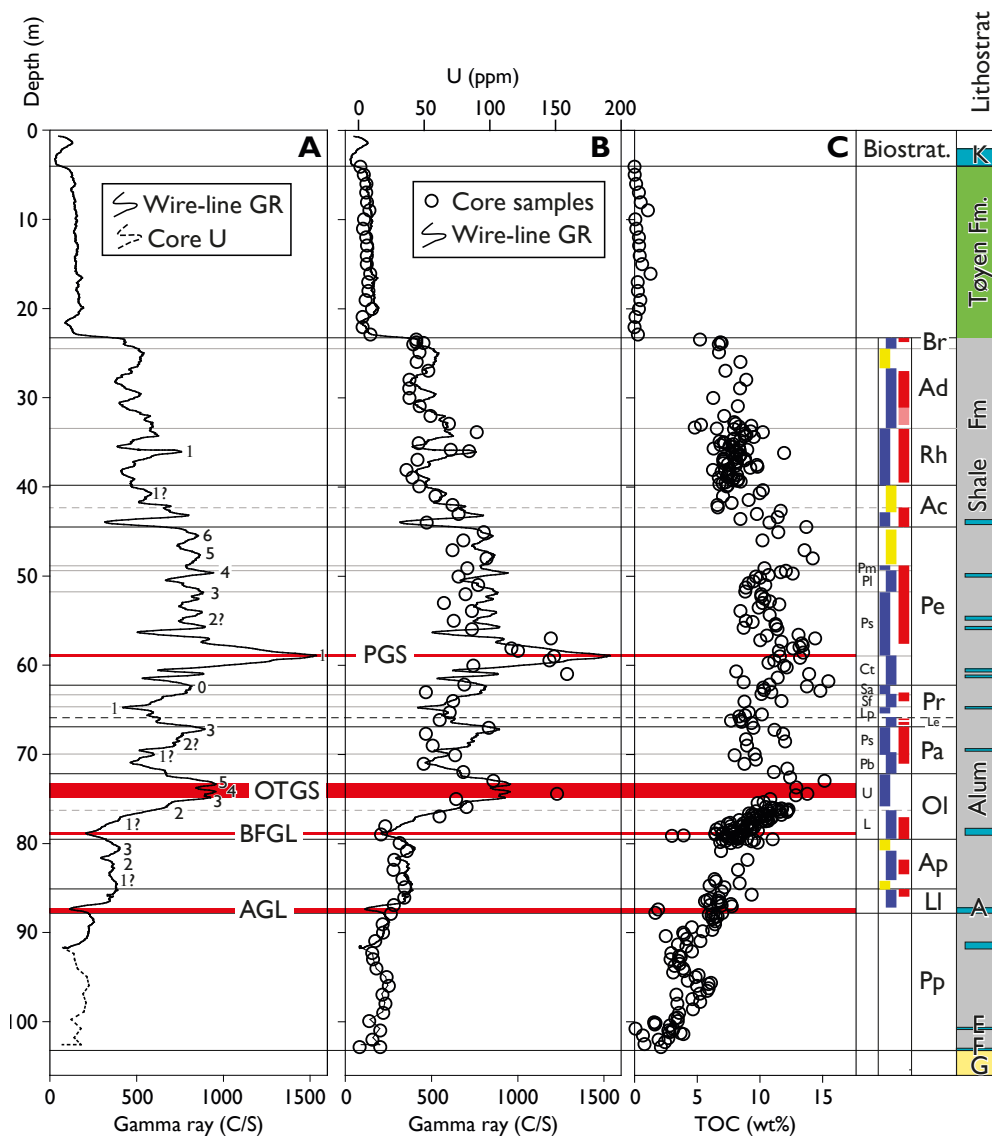 U (ppm)
0 50 100 150 200
Depth (m)
Lithostrat
0
10
20
30
40
50
60
70
80
90
100
A
Wire-line GR
Core U
B
Core samples
Wire-line GR
C
Biostrat.
K
Tøyen Fm.
Alum Shale Fm
A
E
F
G
Br
Ad
Rh
Ac
Pe
Pr
Le
Pa
Ol
Ap
Ll
Pp
Pm
Pl
Ps
Ct
Sa
Sf
Lp
Ps
Pb
U
L
1
1?
6
5
4
3
2?
1
0
1
3
2?
1?
5
4
3
2
1?
3
2
1?
PGS
OTGS
BFGL
AGL
0 500 1000 1500
Gamma ray (C/S)
0 500 1000 1500
Gamma ray (C/S)
0 5 10 15
TOC (wt%)